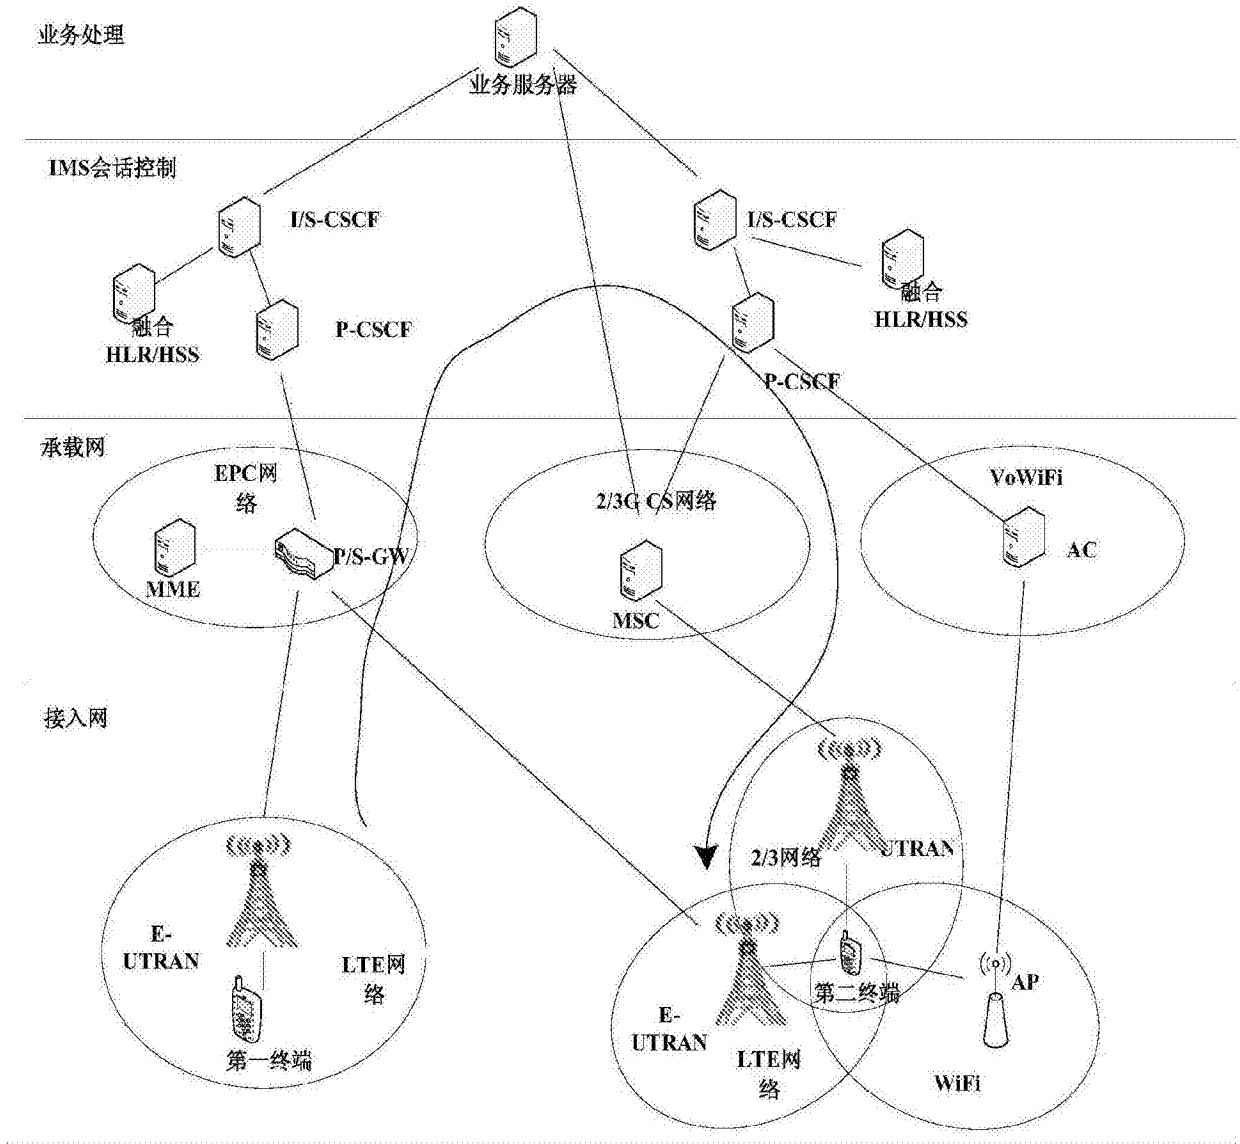 业务处理
业务服务器
IMS会话控制
I/S-CSCF
I/S-CSCF
融合
HLR/HSS
融合
HLR/HSS
P-CSCF
P-CSCF
承载网
EPC网
络
MME
P/S-GW
2/3G CS网络
MSC
VoWiFi
AC
接入网
E-
UTRAN
LTE网
络
第一终端
2/3网络
UTRAN
第二终端
E-
UTRAN
LTE网
络
AP
WiFi